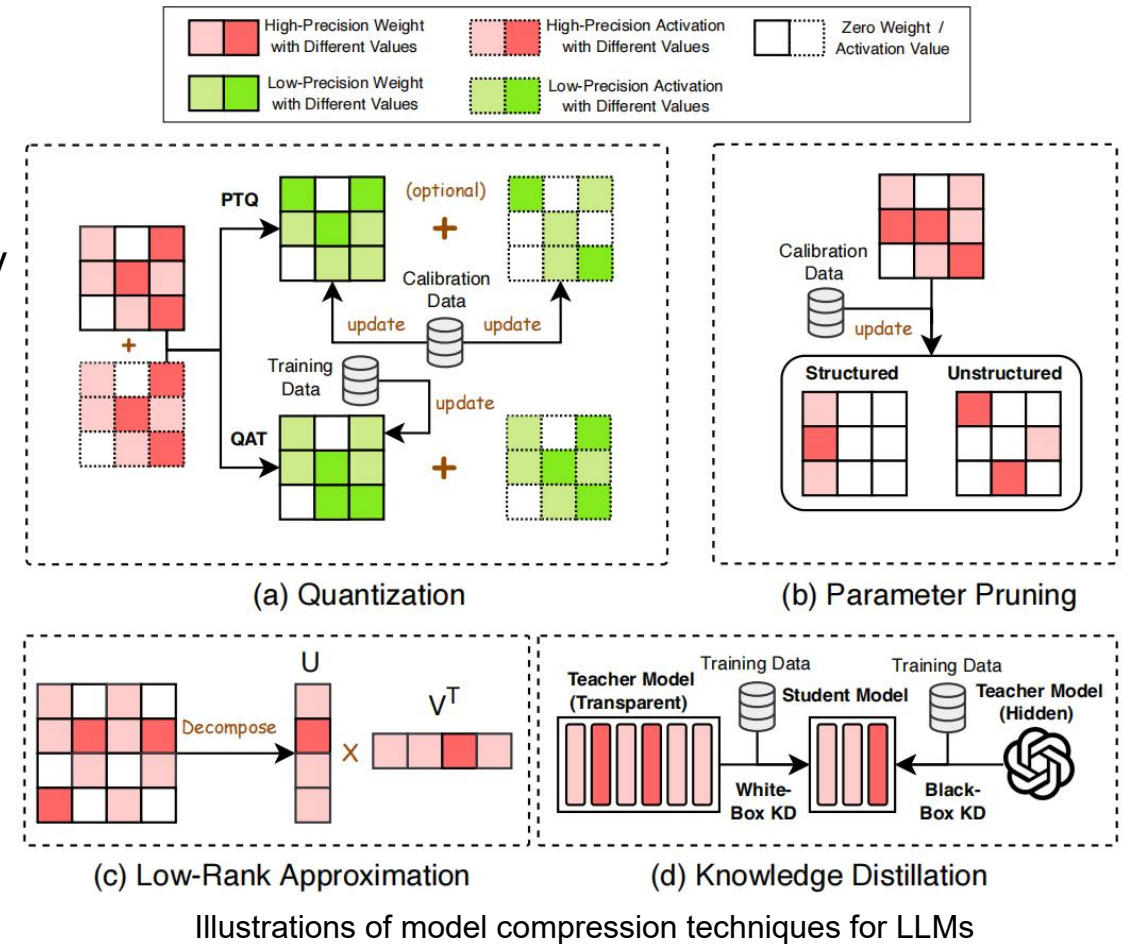 High-Precision Weight
with Different Values
High-Precision Activation
with Different Values
Zero Weight /
Activation Value
Low-Precision Weight
with Different Values
Low-Precision Activation
with Different Values
y
PTQ
(optional)
+
Calibration
Data
update
update
+
Training
Data
update
QAT
+
(a) Quantization
Calibration
Data
update
Structured
Unstructured
(b) Parameter Pruning
U
V^T
Decompose
X
(c) Low-Rank Approximation
Training Data
Training Data
Teacher Model
(Transparent)
Student Model
Teacher Model
(Hidden)
White-
Box KD
Black-
Box KD
(d) Knowledge Distillation
Illustrations of model compression techniques for LLMs